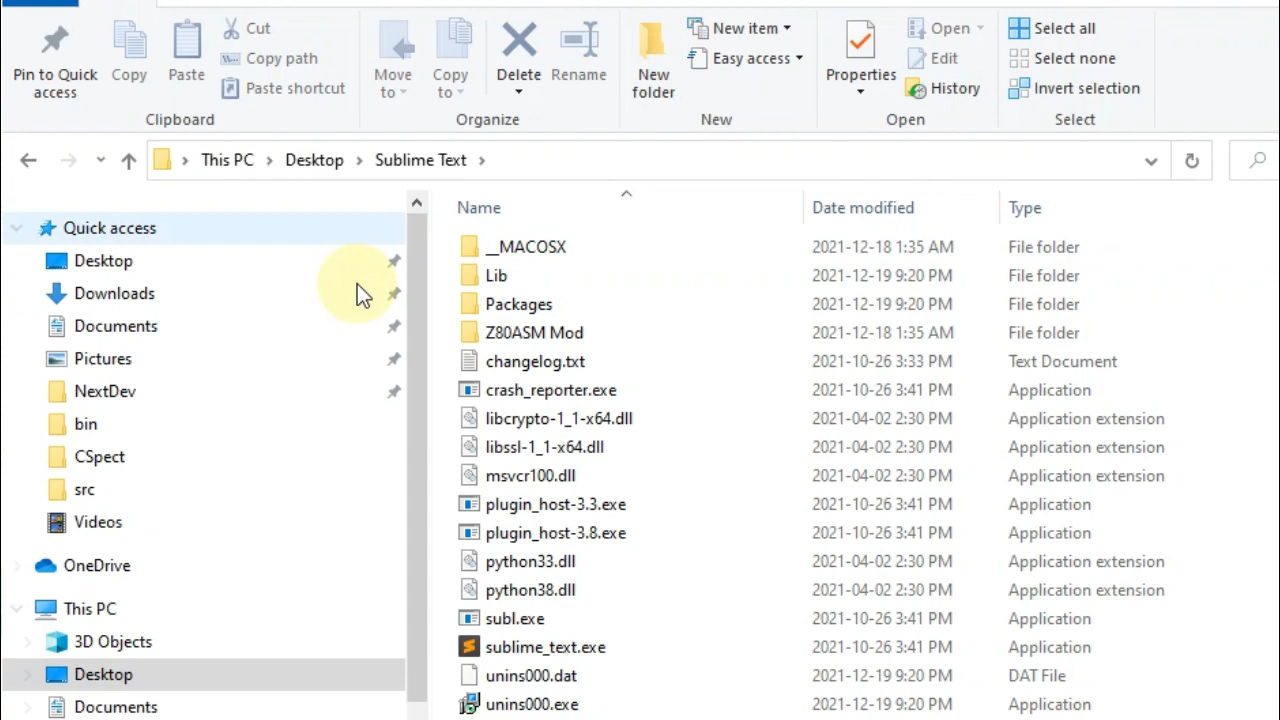 Pin to Quick access
Copy
Paste
Cut
Copy path
Paste shortcut
Clipboard
Move to
Copy to
Delete
Rename
Organize
New folder
New item
Easy access
New
Properties
Open
Edit
History
Open
Select all
Select none
Invert selection
Select
This PC
Desktop
Sublime Text
Quick access
Desktop
Downloads
Documents
Pictures
NextDev
bin
CSpect
src
Videos
OneDrive
This PC
3D Objects
Desktop
Documents
Name Date modified Type
__MACOSX 2021-12-18 1:35 AM File folder
Lib 2021-12-19 9:20 PM File folder
Packages 2021-12-19 9:20 PM File folder
Z80ASM Mod 2021-12-18 1:35 AM File folder
changelog.txt 2021-10-26 3:33 PM Text Document
crash_reporter.exe 2021-10-26 3:41 PM Application
libcrypto-1_1-x64.dll 2021-04-02 2:30 PM Application extension
libssl-1_1-x64.dll 2021-04-02 2:30 PM Application extension
msvcr100.dll 2021-04-02 2:30 PM Application extension
plugin_host-3.3.exe 2021-10-26 3:41 PM Application
plugin_host-3.8.exe 2021-10-26 3:41 PM Application
python33.dll 2021-04-02 2:30 PM Application extension
python38.dll 2021-04-02 2:30 PM Application extension
subl.exe 2021-10-26 3:41 PM Application
sublime_text.exe 2021-10-26 3:41 PM Application
unins000.dat 2021-12-19 9:20 PM DAT File
unins000.exe 2021-12-19 9:20 PM Application